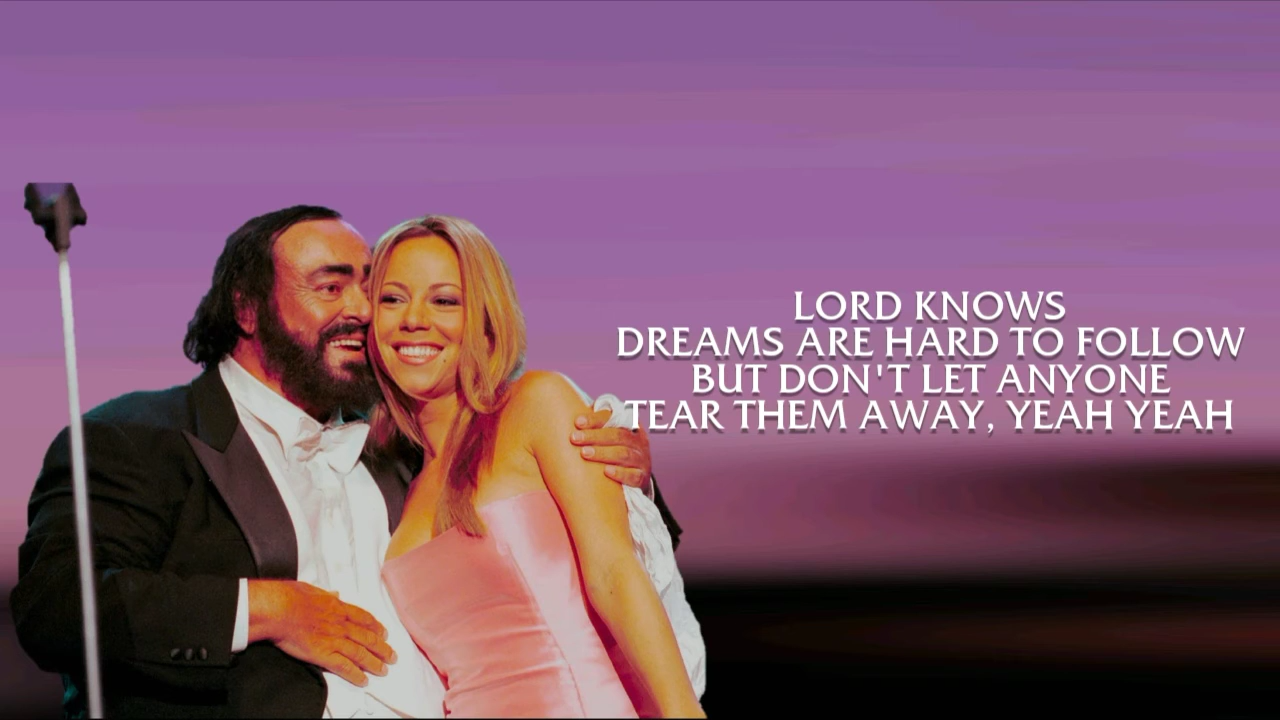 LORD KNOWS
DREAMS ARE HARD TO FOLLOW
BUT DON'T LET ANYONE
TEAR THEM AWAY, YEAH YEAH